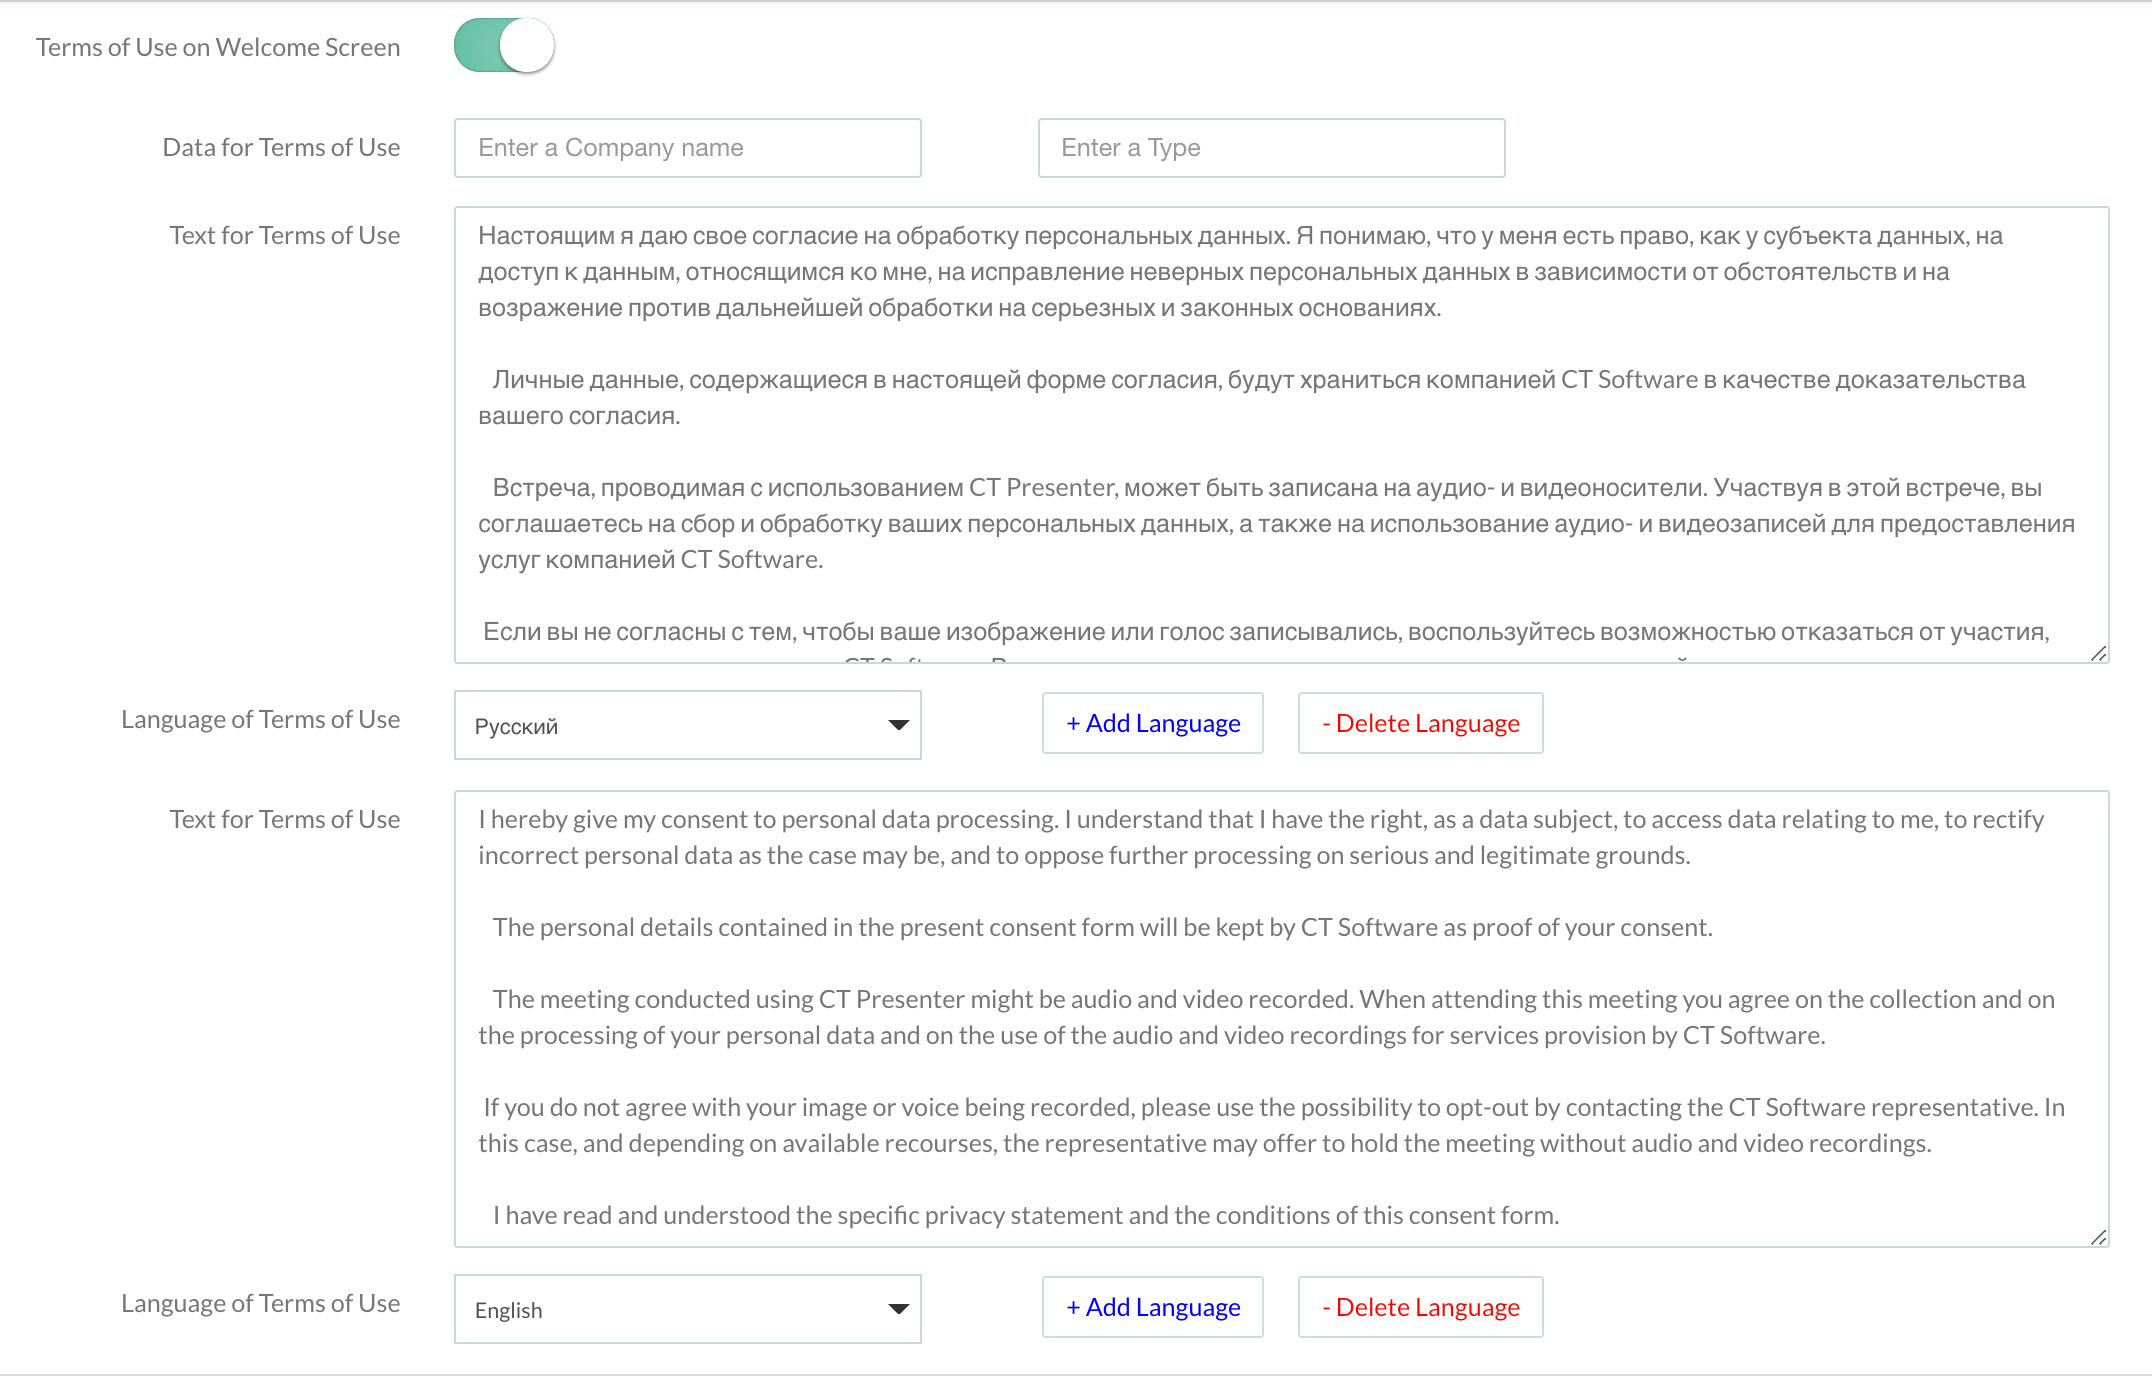 Terms of Use on Welcome Screen
Data for Terms of Use
Enter a Company name
Enter a Type
Text for Terms of Use
Настоящим я даю свое согласие на обработку персональных данных. Я понимаю, что у меня есть право, как у субъекта данных, на
доступ к данным, относящимся ко мне, на исправление неверных персональных данных в зависимости от обстоятельств и на
возражение против дальнейшей обработки на серьезных и законных основаниях.
Личные данные, содержащиеся в настоящей форме согласия, будут храниться компанией CT Software в качестве доказательства
вашего согласия.
Встреча, проводимая с использованием CT Presenter, может быть записана на аудио- и видеоносители. Участвуя в этой встрече, вы
соглашаетесь на сбор и обработку ваших персональных данных, а также на использование аудио- и видеозаписей для предоставления
услуг компанией CT Software.
Если вы не согласны с тем, чтобы ваше изображение или голос записывались, воспользуйтесь возможностью отказаться от участия,
Language of Terms of Use
Русский
+ Add Language
- Delete Language
Text for Terms of Use
I hereby give my consent to personal data processing. I understand that I have the right, as a data subject, to access data relating to me, to rectify
incorrect personal data as the case may be, and to oppose further processing on serious and legitimate grounds.
The personal details contained in the present consent form will be kept by CT Software as proof of your consent.
The meeting conducted using CT Presenter might be audio and video recorded. When attending this meeting you agree on the collection and on
the processing of your personal data and on the use of the audio and video recordings for services provision by CT Software.
If you do not agree with your image or voice being recorded, please use the possibility to opt-out by contacting the CT Software representative. In
this case, and depending on available recourses, the representative may offer to hold the meeting without audio and video recordings.
I have read and understood the specific privacy statement and the conditions of this consent form.
Language of Terms of Use
English
+ Add Language
- Delete Language